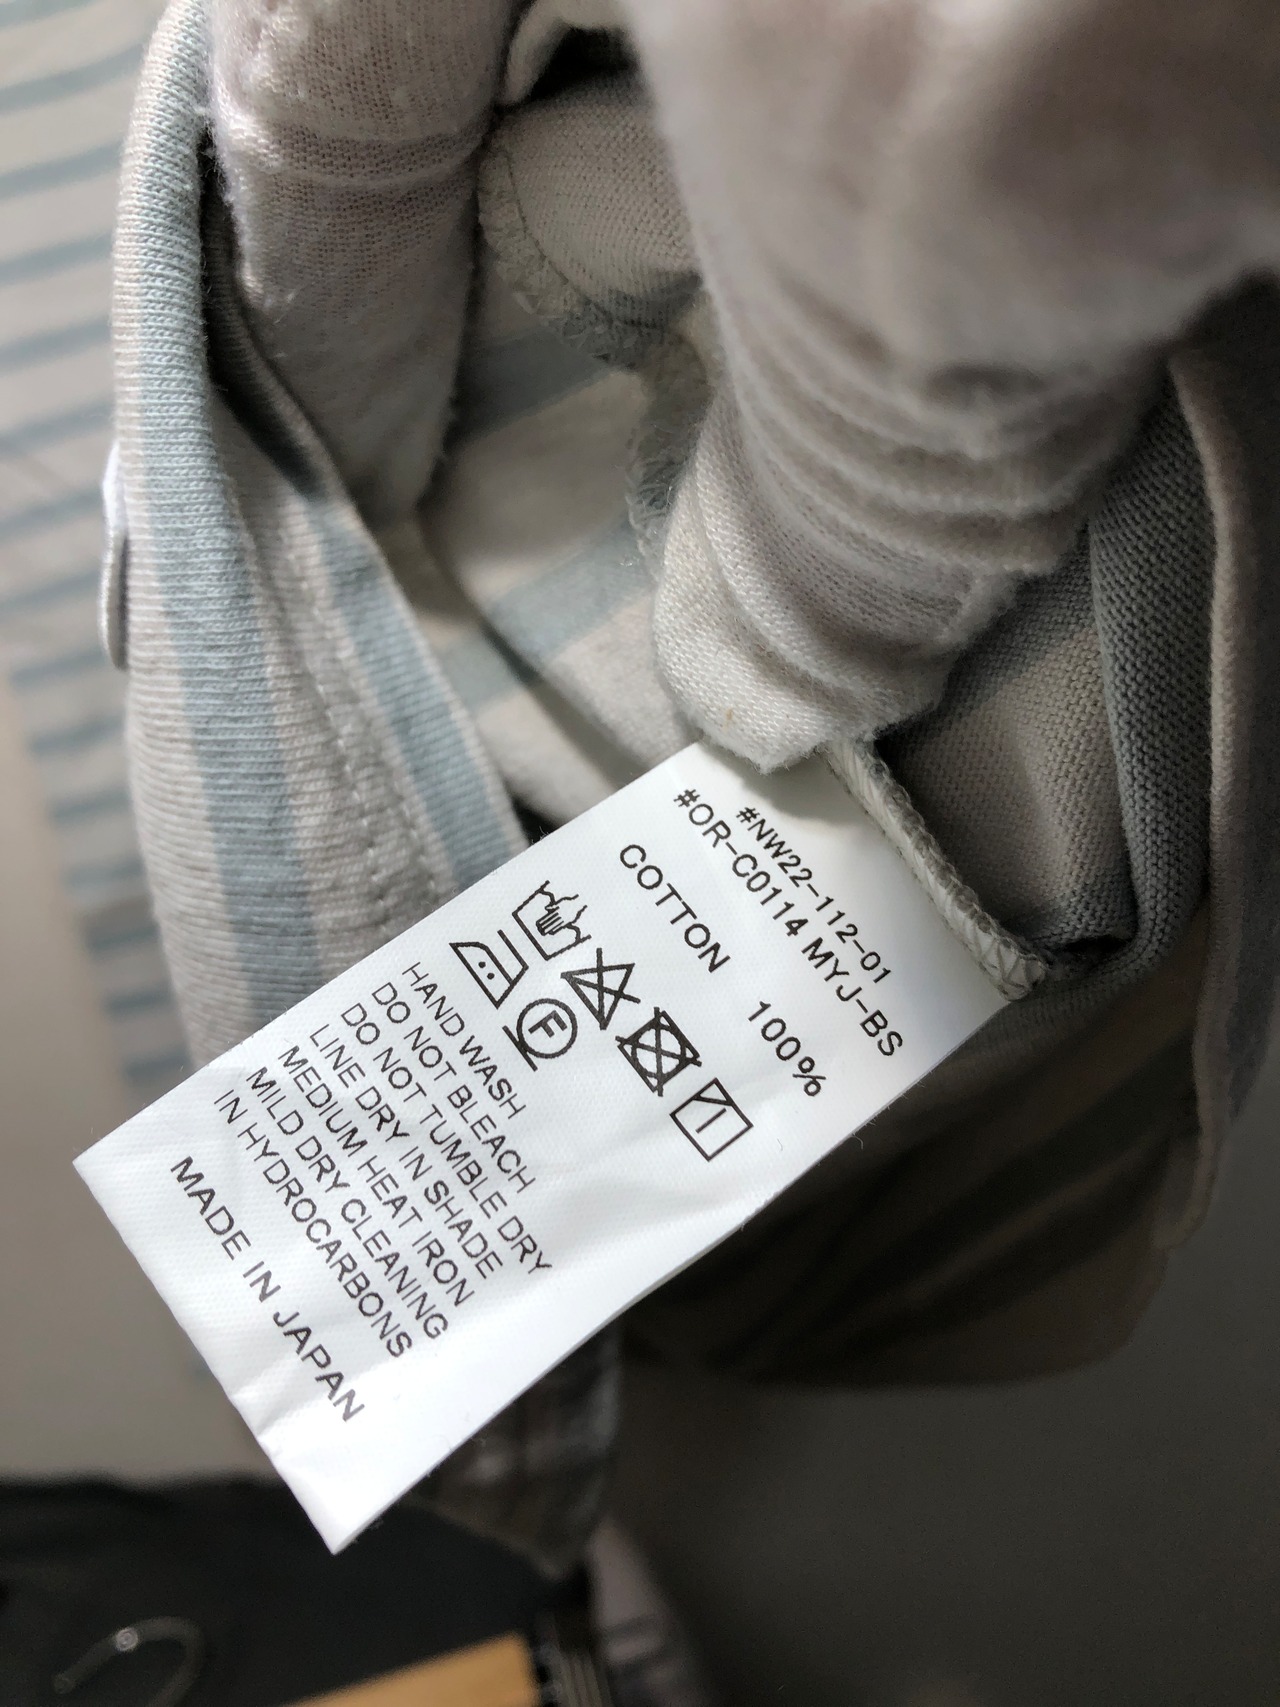 #NW22-112-01
#OR-C0114 MYJ-BS
COTTON 100%
F
HAND WASH
DO NOT BLEACH
DO NOT TUMBLE DRY
LINE DRY IN SHADE
MEDIUM HEAT IRON
MILD DRY CLEANING
IN HYDROCARBONS
MADE IN JAPAN